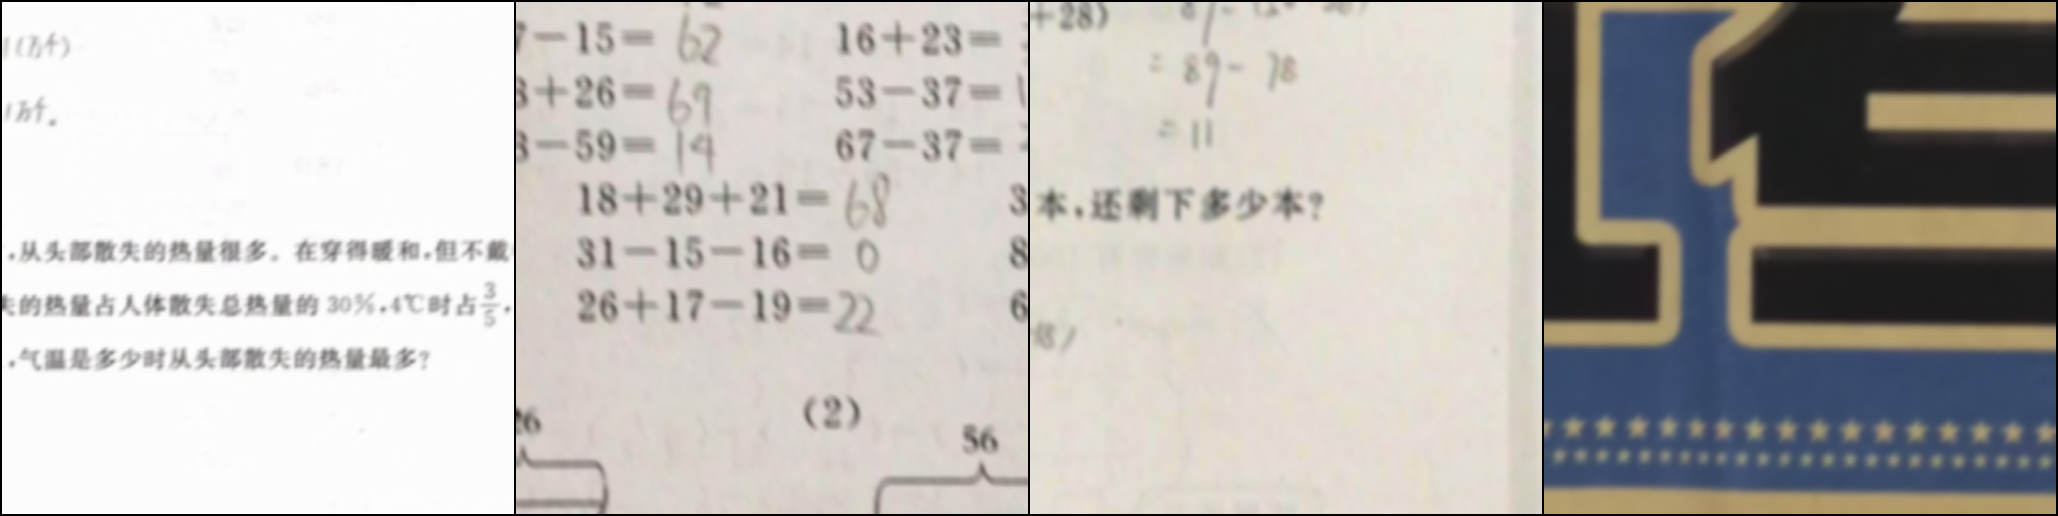 (万千)
1万千。
,从头部散失的热量很多。在穿得暖和,但不戴
失的热量占人体散失总热量的 30%,4℃时占3/5,
,气温是多少时从头部散失的热量最多?
7-15= 62
16+23=
3+26= 69
53-37= 1
3-59= 14
67-37=
18+29+21= 68
3
31-15-16= 0
8
26+17-19=22
6
26
(2)
56
+28)
= 89- 78
= 11
本,还剩下多少本?